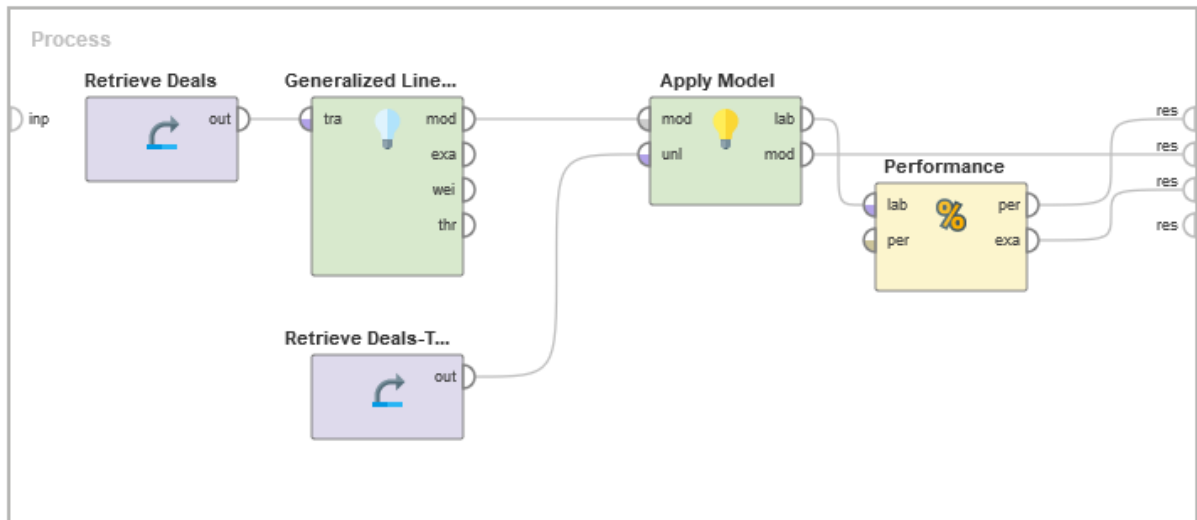 Process
Retrieve Deals
Generalized Line...
Apply Model
inp
out
tra
mod
mod
lab
res
exa
unl
mod
res
wei
Performance
res
thr
lab
per
res
per
exa
Retrieve Deals-T...
out
%